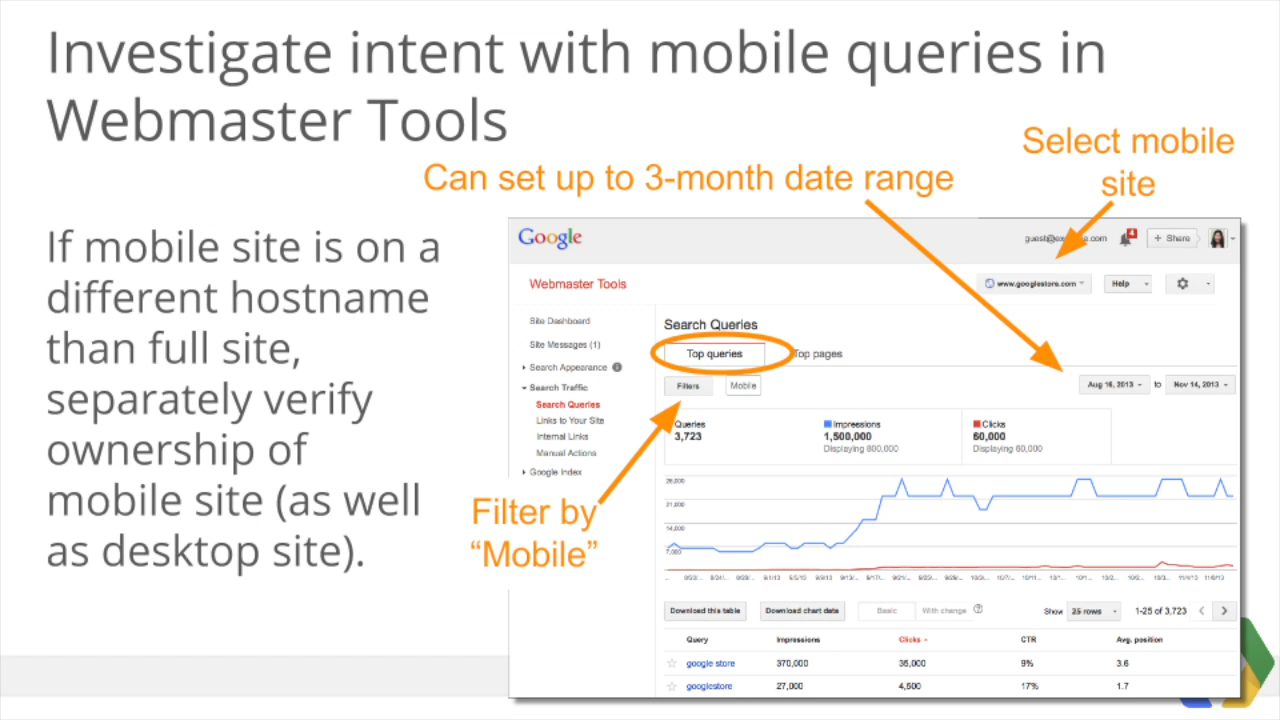 Investigate intent with mobile queries in
Webmaster Tools
Select mobile
site
Can set up to 3-month date range
If mobile site is on a
different hostname
than full site,
separately verify
ownership of
mobile site (as well
as desktop site).
Google
+ Share
4
Webmaster Tools
www.googlestore.com
Help
Site Dashboard
Site Messages (1)
Search Appearance
Search Traffic
Search Queries
Links to Your Site
Internal Links
Manual Actions
Google Index
Search Queries
Top queries
Top pages
Filters
Mobile
Aug 16, 2013 to Nov 14, 2013
Queries
3,723
Impressions
1,500,000
Displaying 800,000
Clicks
60,000
Displaying 60,000
Filter by
“Mobile”
28,000
21,000
14,000
7,000
Download this table
Download chart data
Basic
With change
Show 25 rows
1-25 of 3,723
Query Impressions Clicks CTR Avg. position
google store 370,000 35,000 9% 3.6
googlestore 27,000 4,500 17% 1.7